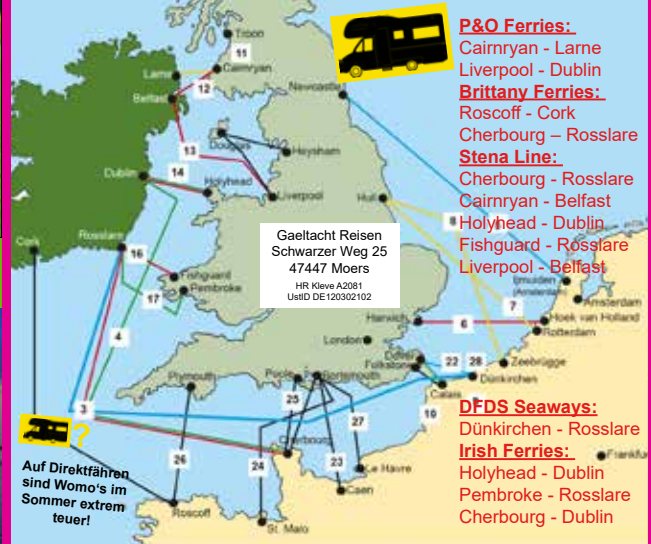 P&O Ferries:
Cairnryan - Larne
Liverpool - Dublin
Brittany Ferries:
Roscoff - Cork
Cherbourg – Rosslare
Stena Line:
Cherbourg - Rosslare
Cairnryan - Belfast
Holyhead - Dublin
Fishguard - Rosslare
Liverpool - Belfast
DFDS Seaways:
Dünkirchen - Rosslare
Irish Ferries:
Holyhead - Dublin
Pembroke - Rosslare
Cherbourg - Dublin
Gaeltacht Reisen
Schwarzer Weg 25
47447 Moers
HR Kleve A2081
UstID DE120302102
?
Auf Direktfähren
sind Womo's im
Sommer extrem
teuer!
Troon
11
Larne
Cairnryan
12
Belfast
Newcastle
13
Douglas
Heysham
14
Dublin
Holyhead
Liverpool
Hull
8
Rosslare
Cork
16
Fishguard
Pembroke
17
4
IJmuiden
(Amsterdam)
Amsterdam
7
Harwich
6
Hoek van Holland
Rotterdam
London
Dover
Folkstone
22
28
Zeebrügge
Dünkirchen
Calais
10
Plymouth
Poole
Portsmouth
25
27
3
Cherbourg
26
24
23
Le Havre
Caen
Roscoff
St. Malo
Frankfu